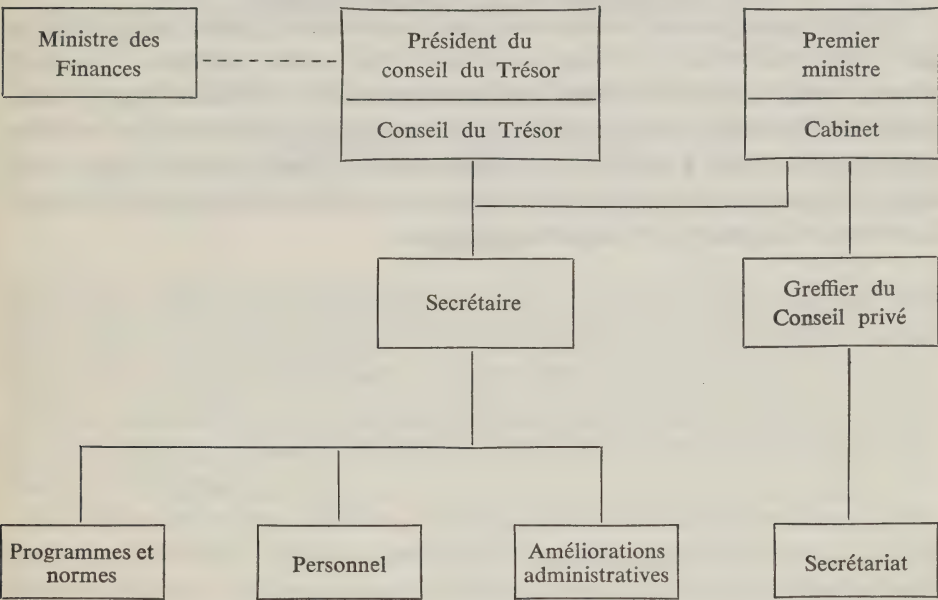 Ministre des
Finances
Président du
conseil du Trésor
Conseil du Trésor
Premier
ministre
Cabinet
Secrétaire
Greffier du
Conseil privé
Programmes et
normes
Personnel
Améliorations
administratives
Secrétariat